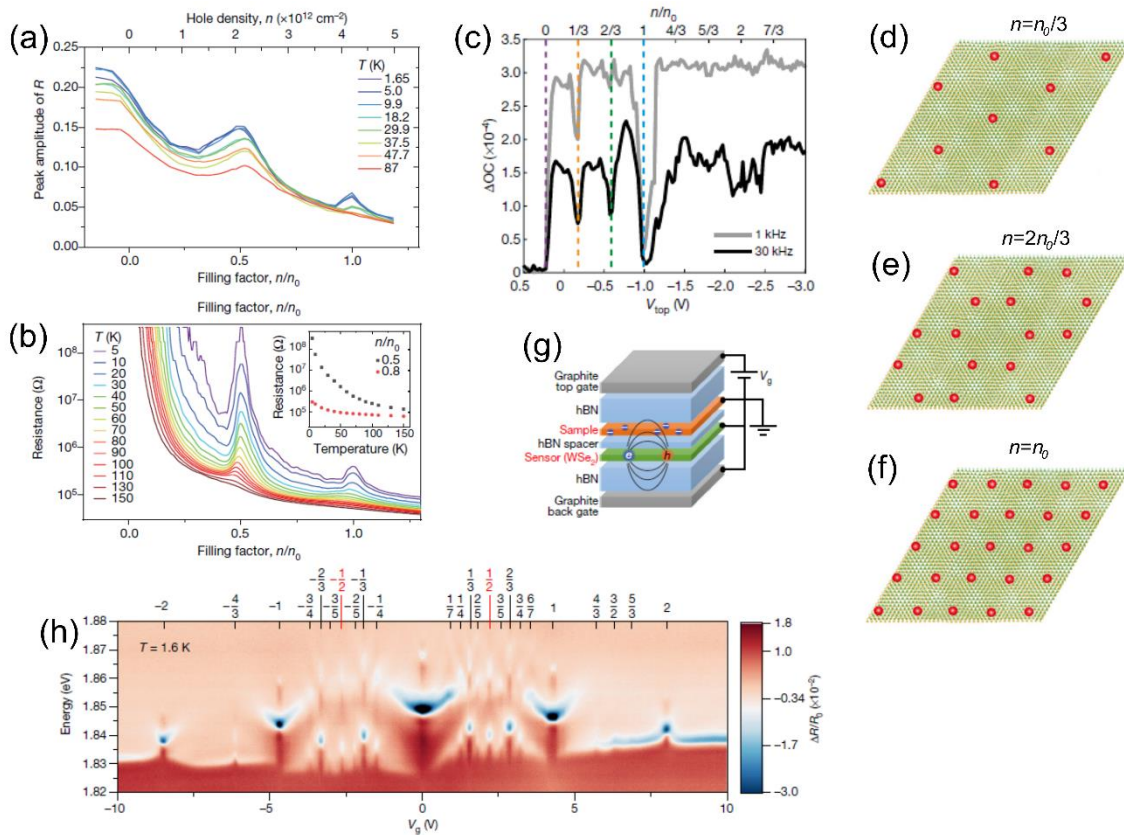 (a)
Hole density, n (×10¹² cm⁻²)
0 1 2 3 4 5
Peak amplitude of R
0.25
0.20
0.15
0.10
0.05
0.00
T (K)
1.65
5.0
9.9
18.2
29.9
37.5
47.7
87
0.0 0.5 1.0
Filling factor, n/n₀
(b)
Filling factor, n/n₀
Resistance (Ω)
10⁸
10⁷
10⁶
10⁵
T (K)
5
10
20
30
40
50
60
70
80
90
100
110
130
150
Resistance (Ω)
10⁸
10⁷
10⁶
10⁵
n/n₀
0.5
0.8
0 50 100 150
Temperature (K)
0.0 0.5 1.0
Filling factor, n/n₀
(c)
n/n₀
0 1/3 2/3 1 4/3 5/3 2 7/3
ΔOC (×10⁻⁴)
3.5
3.0
2.5
2.0
1.5
1.0
0.5
0
1 kHz
30 kHz
0.5 0 −0.5 −1.0 −1.5 −2.0 −2.5 −3.0
V_top (V)
(d)
n=n₀/3
(e)
n=2n₀/3
(f)
n=n₀
(g)
Graphite
top gate
hBN
Sample
hBN spacer
Sensor (WSe₂)
hBN
Graphite
back gate
e h
V_g
(h)
−2 −4/3 −1 −3/4 −2/3 −3/5 −1/2 −2/5 −1/3 −1/4 1/7 1/4 1/3 2/5 1/2 3/5 2/3 3/4 6/7 1 4/3 3/2 5/3 2
T = 1.6 K
Energy (eV)
1.88
1.87
1.86
1.85
1.84
1.83
1.82
−10 −5 0 5 10
V_g (V)
1.8
1.0
−0.34
−1.7
−3.0
ΔR/R₀ (×10⁻²)